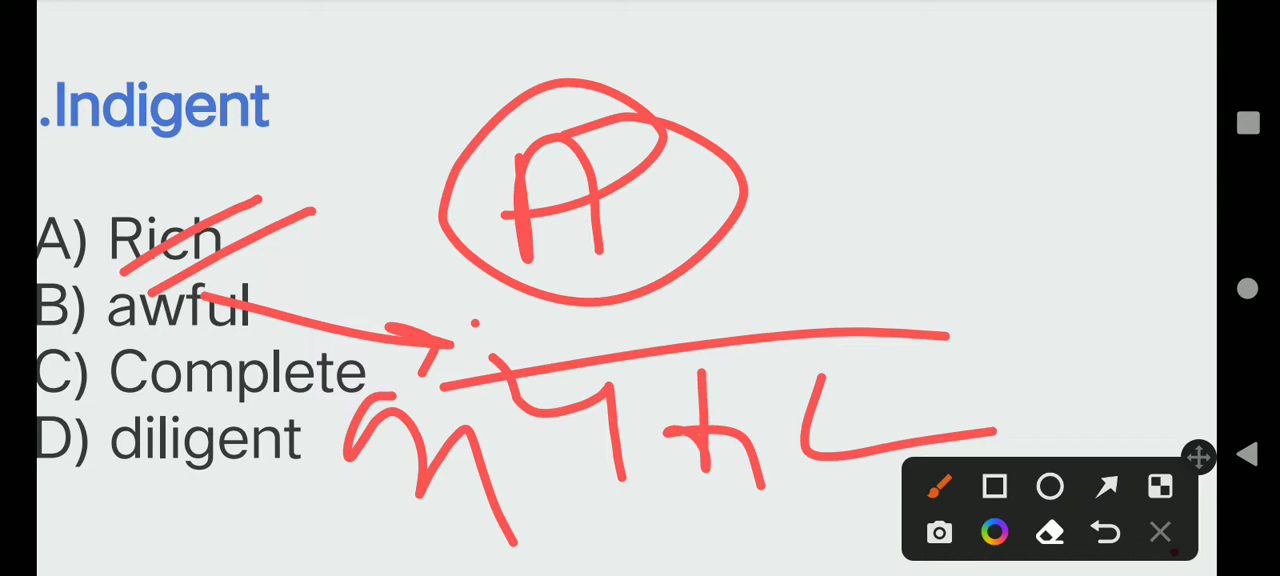 .Indigent
A
A) Rich
B) awful
C) Complete
D) diligent